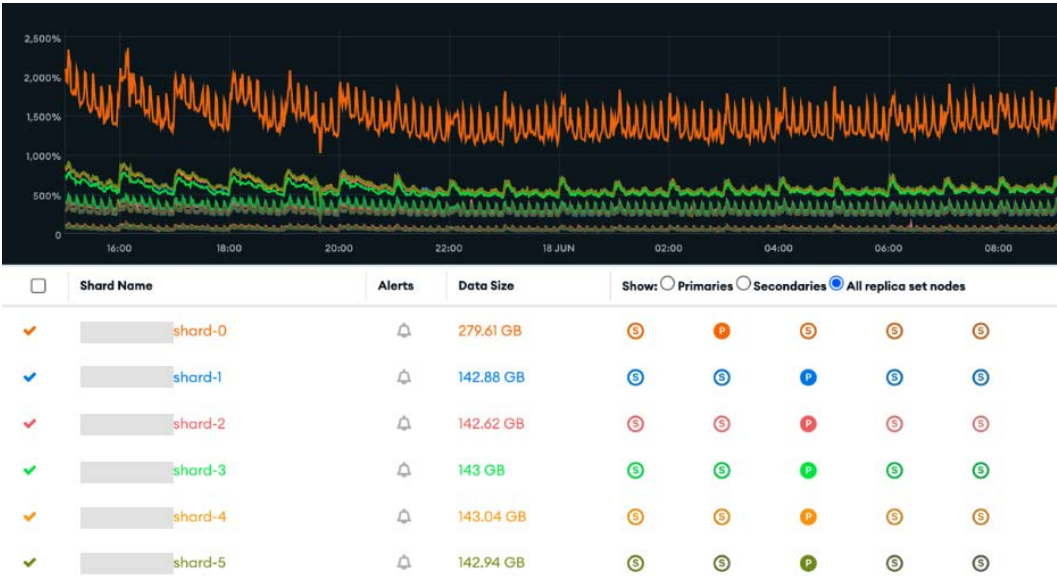 2,500%
2,000%
1,500%
1,000%
500%
0
16:00 18:00 20:00 22:00 18 JUN 02:00 04:00 06:00 08:00
Shard Name Alerts Data Size Show: Primaries Secondaries All replica set nodes
shard-0 279.61 GB S P S S S
shard-1 142.88 GB S S P S S
shard-2 142.62 GB S S P S S
shard-3 143 GB S S P S S
shard-4 143.04 GB S S P S S
shard-5 142.94 GB S S P S S